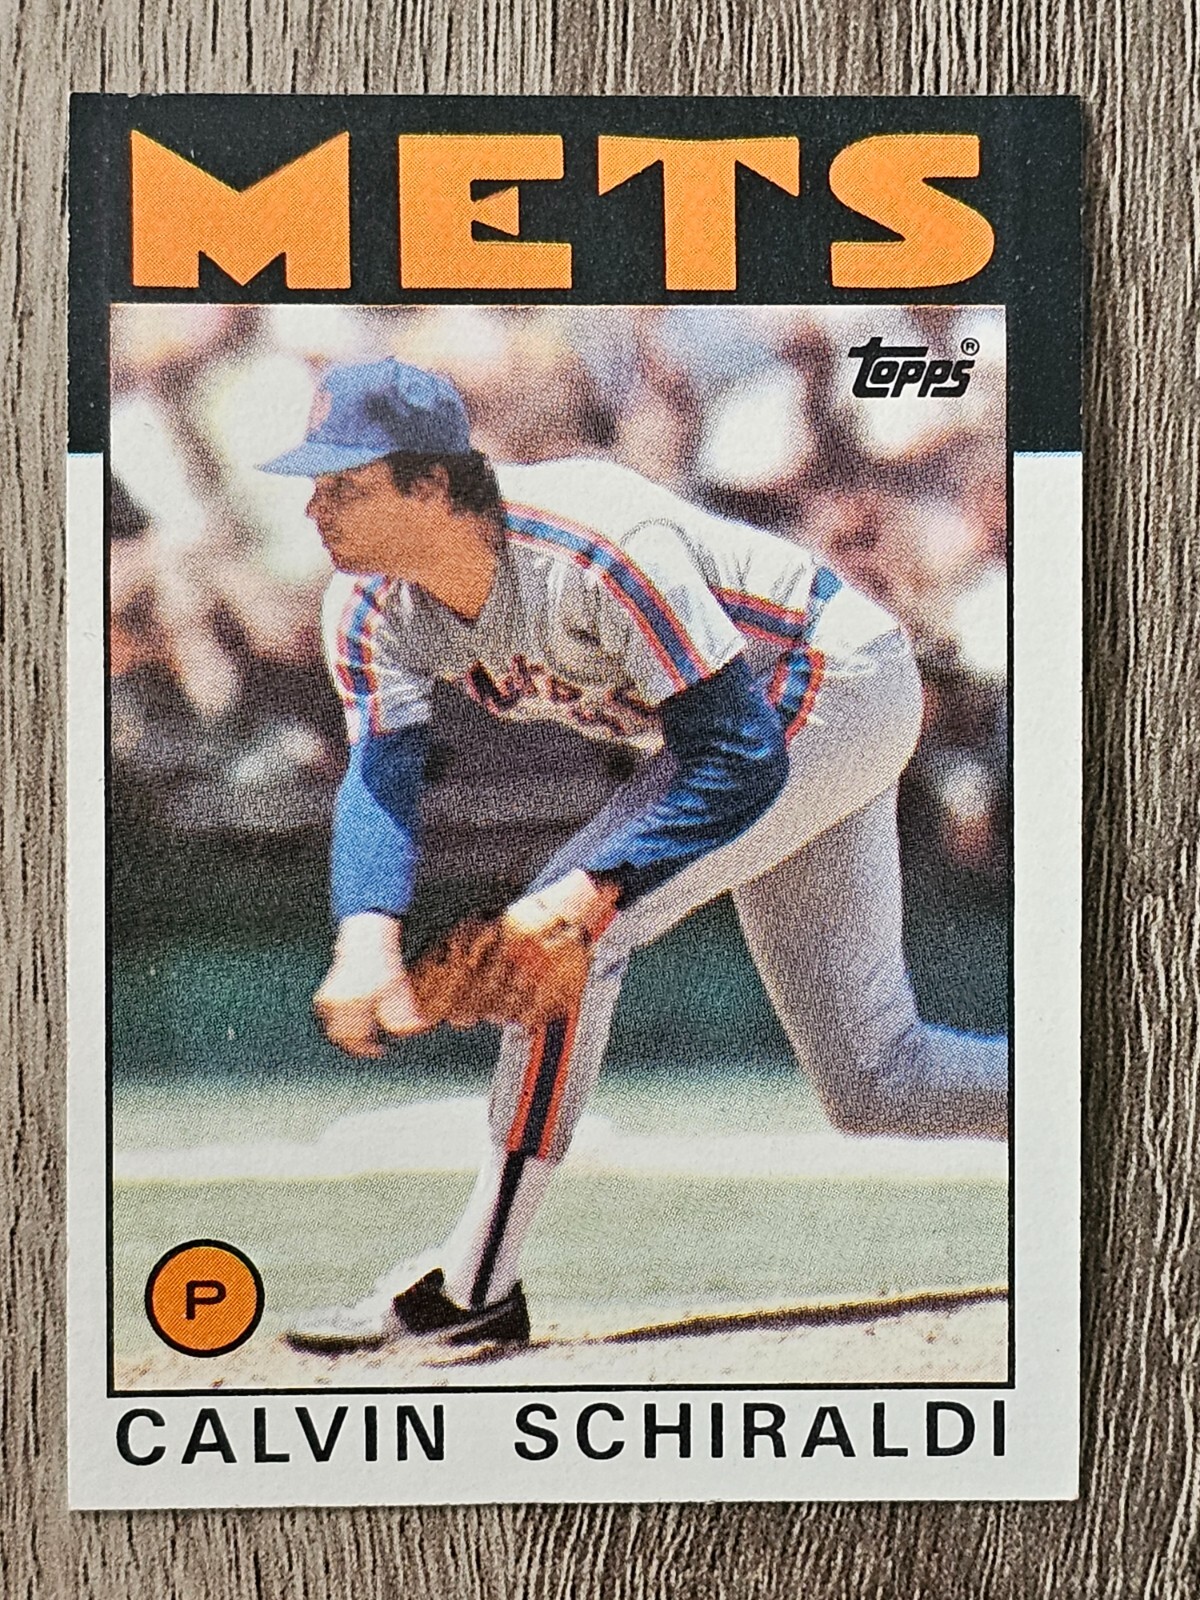 METS
topps®
P
CALVIN SCHIRALDI